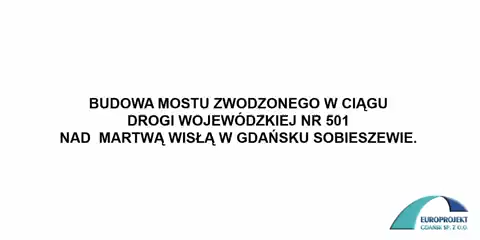 BUDOWA MOSTU ZWODZONEGO W CIĄGU
DROGI WOJEWÓDZKIEJ NR 501
NAD  MARTWĄ WISŁĄ W GDAŃSKU SOBIESZEWIE.
EUROPROJEKT
GDAŃSK SP. Z O.O.